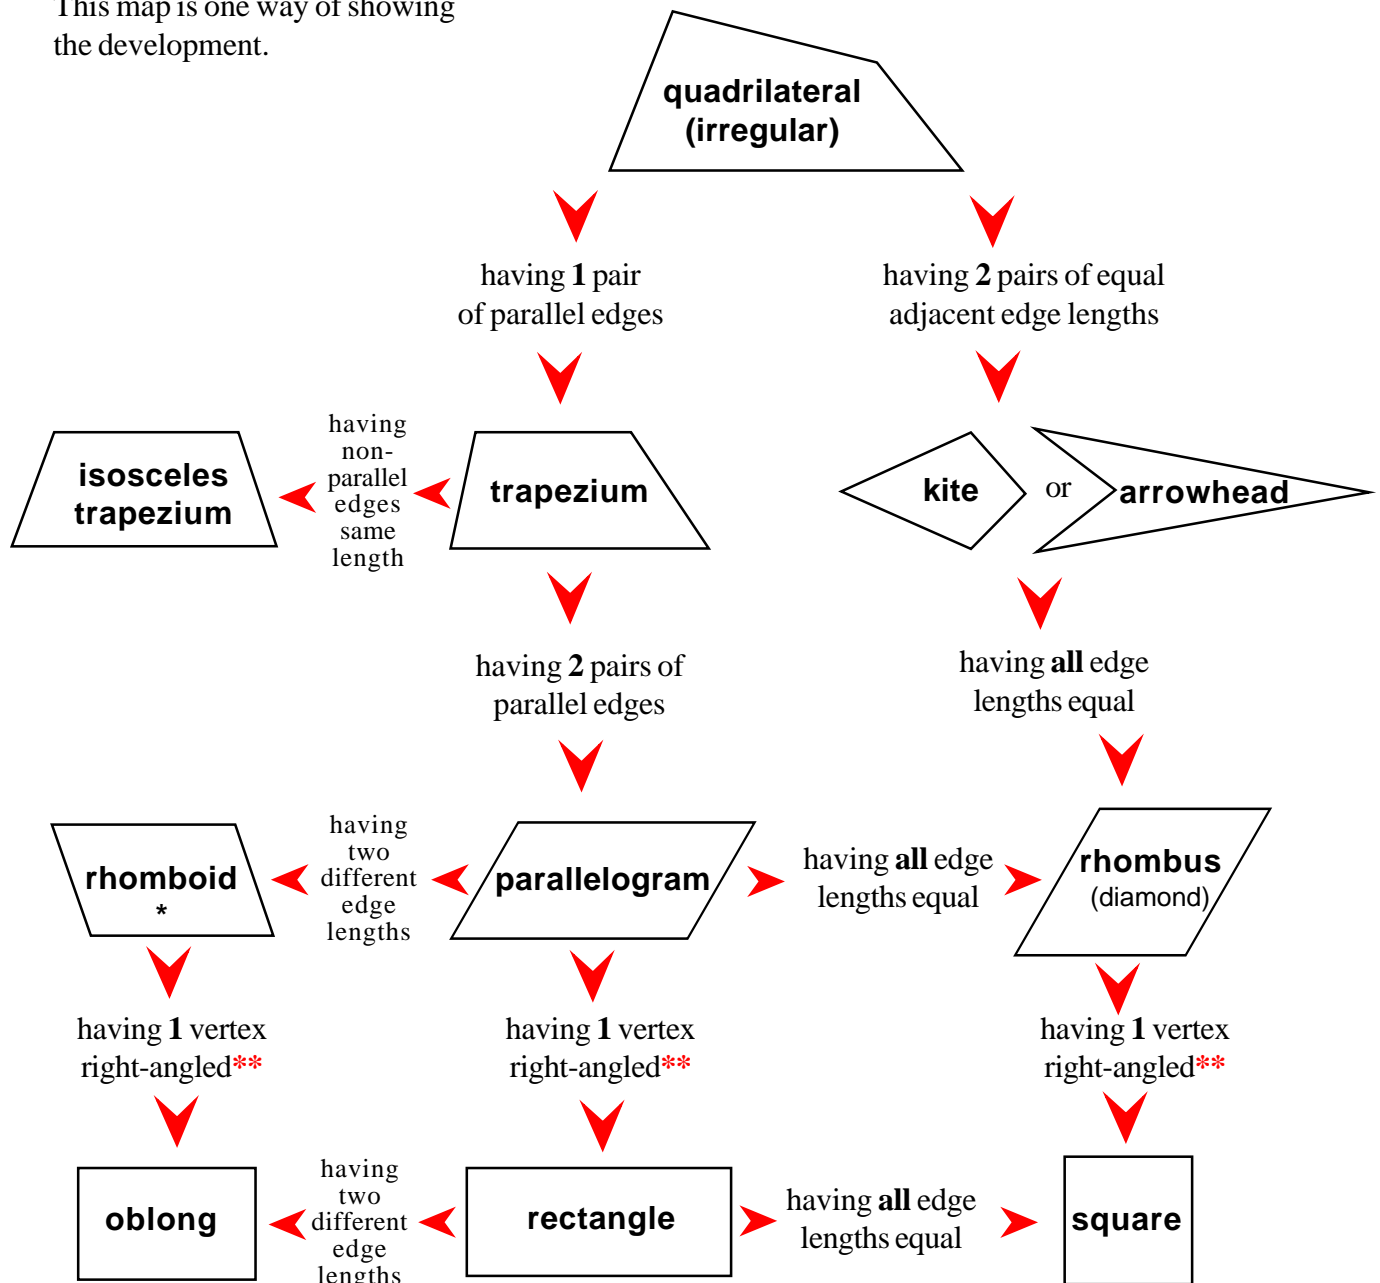 This map is one way of showing
the development.
quadrilateral
(irregular)
having 1 pair
of parallel edges
having 2 pairs of equal
adjacent edge lengths
isosceles
trapezium
having
non-
parallel
edges
same
length
trapezium
kite
or
arrowhead
having 2 pairs of
parallel edges
having all edge
lengths equal
rhomboid
*
having
two
different
edge
lengths
parallelogram
having all edge
lengths equal
rhombus
(diamond)
having 1 vertex
right-angled**
having 1 vertex
right-angled**
having 1 vertex
right-angled**
oblong
having
two
different
edge
lengths
rectangle
having all edge
lengths equal
square